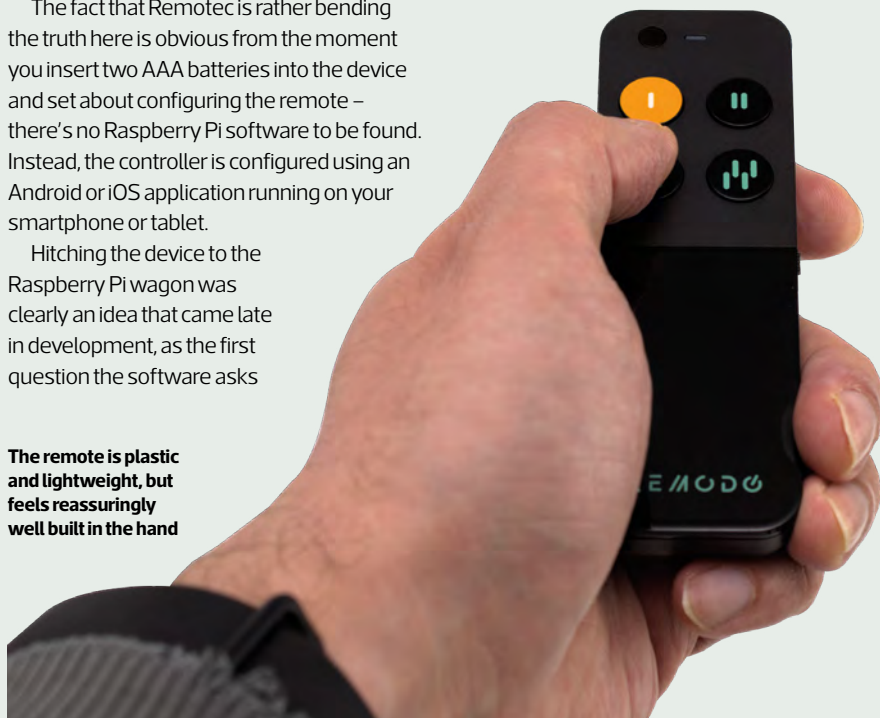 The fact that Remotec is rather bending
the truth here is obvious from the moment
you insert two AAA batteries into the device
and set about configuring the remote –
there's no Raspberry Pi software to be found.
Instead, the controller is configured using an
Android or iOS application running on your
smartphone or tablet.
Hitching the device to the
Raspberry Pi wagon was
clearly an idea that came late
in development, as the first
question the software asks
The remote is plastic
and lightweight, but
feels reassuringly
well built in the hand